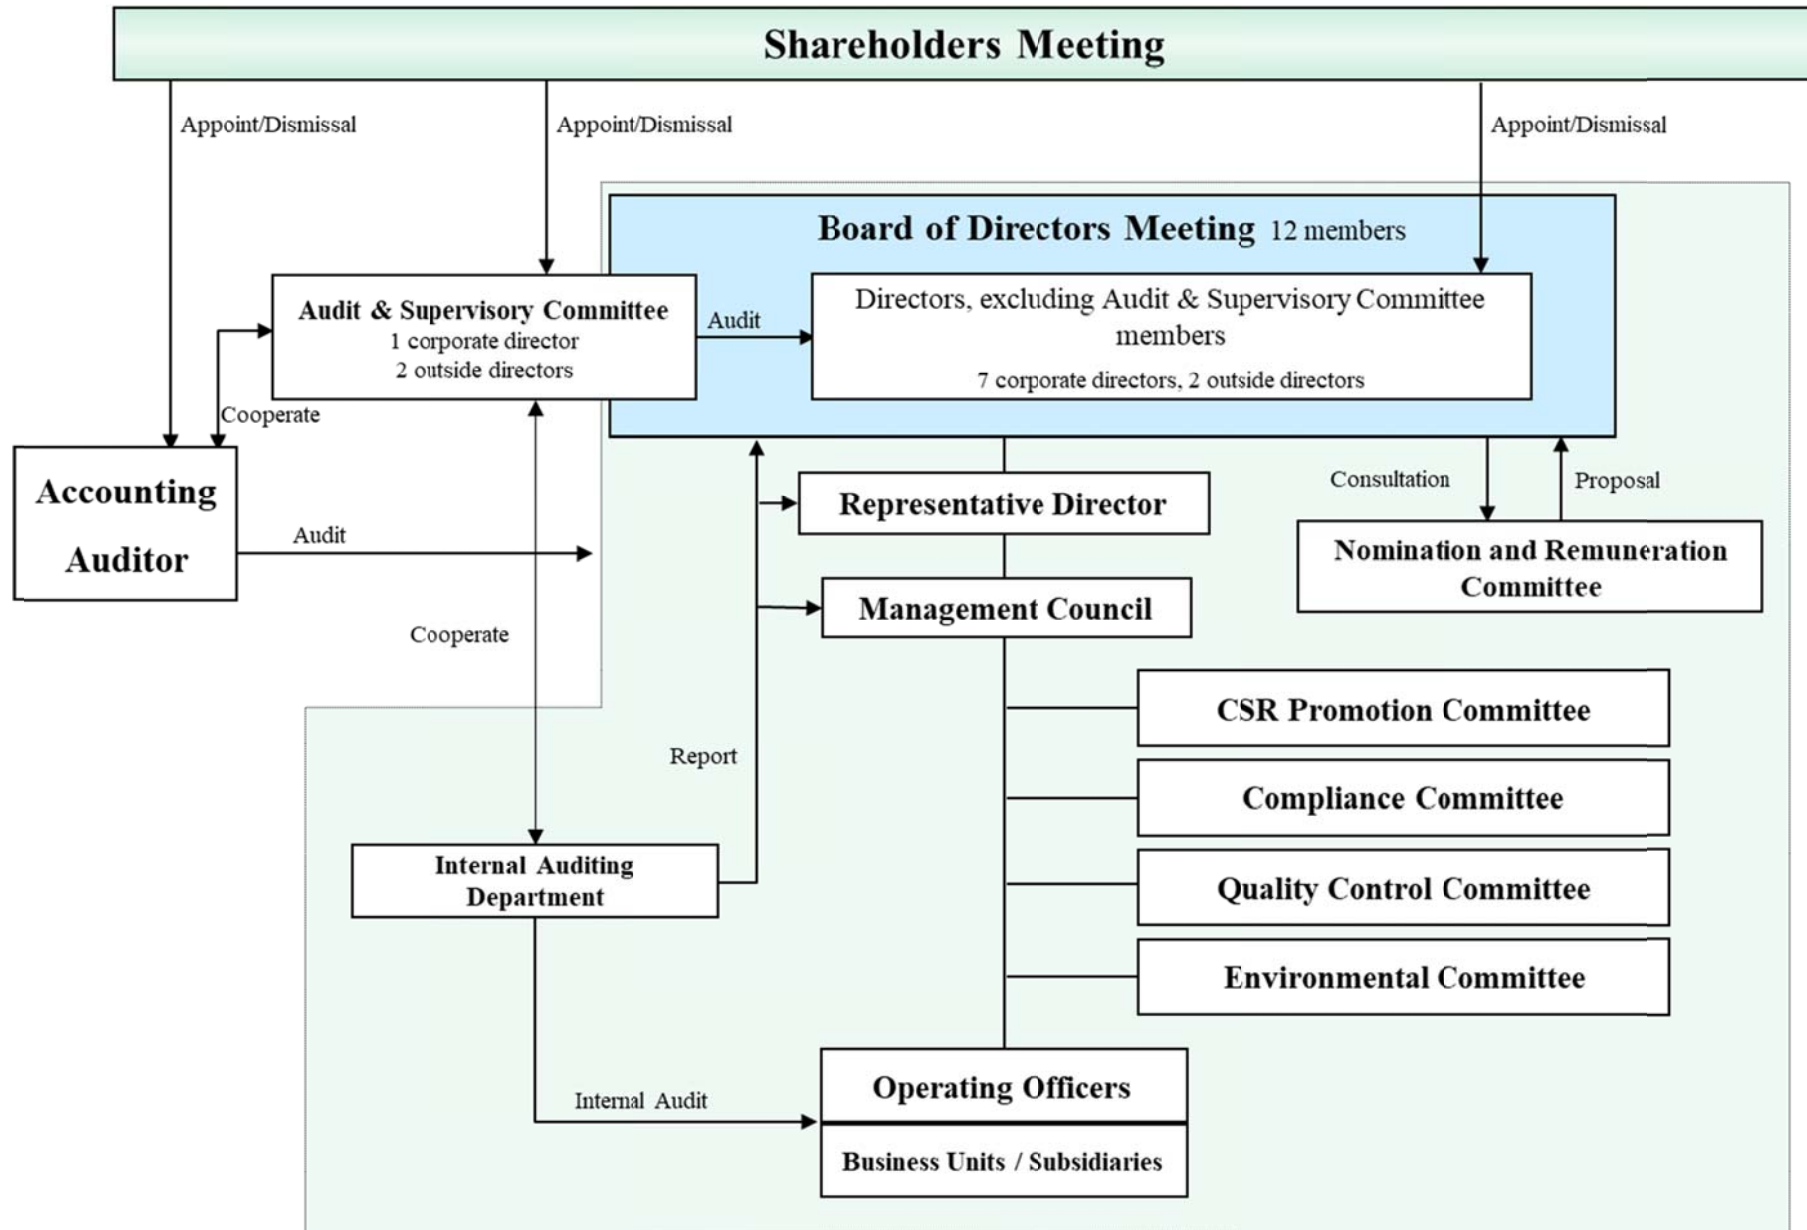 Shareholders Meeting
Appoint/Dismissal
Appoint/Dismissal
Appoint/Dismissal
Board of Directors Meeting 12 members
Audit & Supervisory Committee
1 corporate director
2 outside directors
Audit
Directors, excluding Audit & Supervisory Committee
members
7 corporate directors, 2 outside directors
Cooperate
Accounting
Auditor
Audit
Cooperate
Representative Director
Management Council
Consultation
Proposal
Nomination and Remuneration
Committee
CSR Promotion Committee
Compliance Committee
Quality Control Committee
Environmental Committee
Report
Internal Auditing
Department
Internal Audit
Operating Officers
Business Units / Subsidiaries